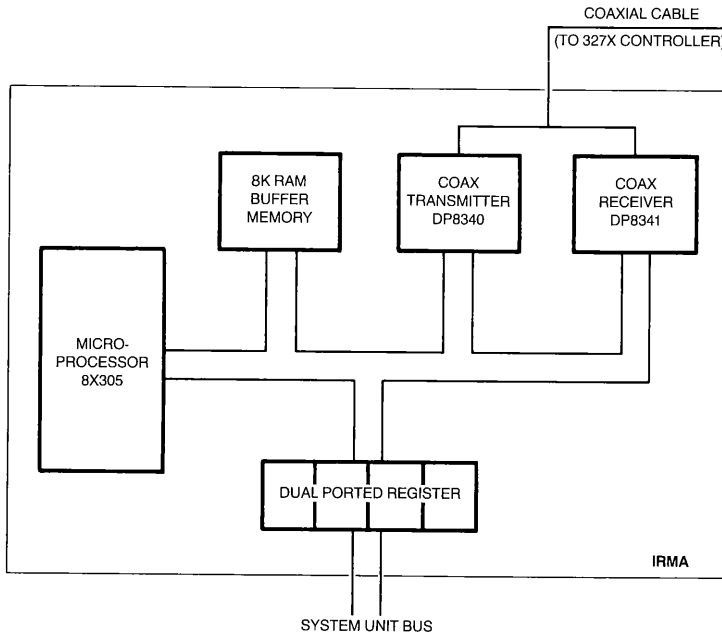 COAXIAL CABLE
(TO 327X CONTROLLER)
8K RAM
BUFFER
MEMORY
COAX
TRANSMITTER
DP8340
COAX
RECEIVER
DP8341
MICRO-
PROCESSOR
8X305
DUAL PORTED REGISTER
IRMA
SYSTEM UNIT BUS